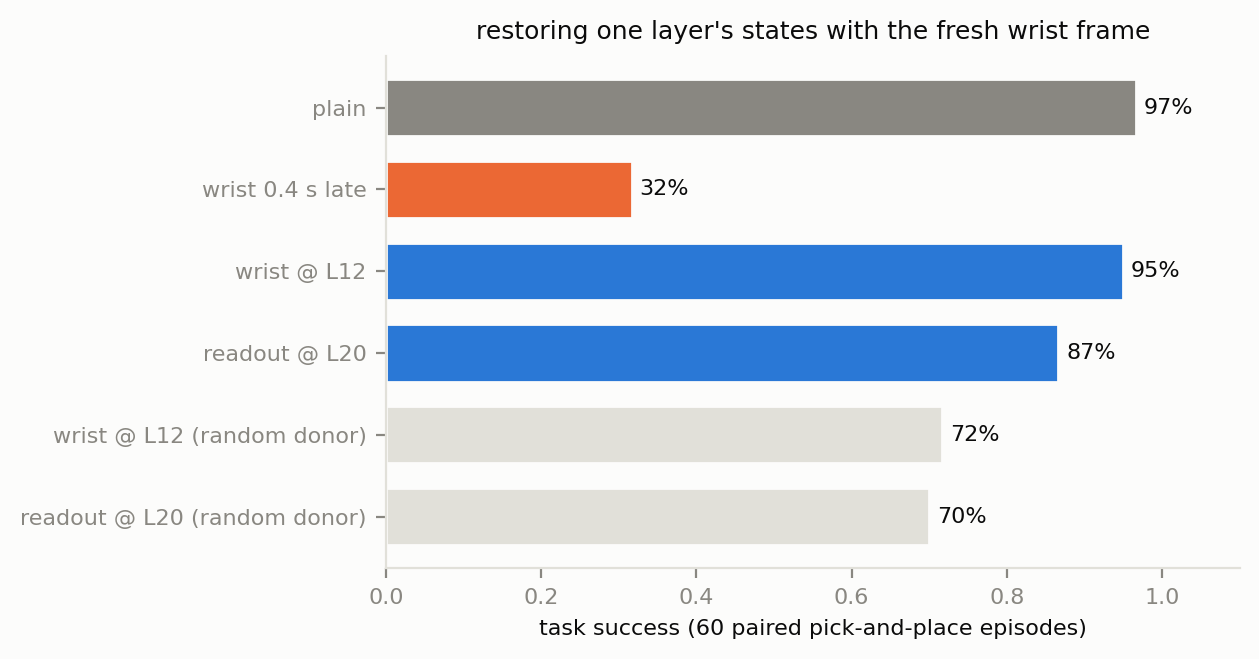 restoring one layer's states with the fresh wrist frame
plain
97%
wrist 0.4 s late
32%
wrist @ L12
95%
readout @ L20
87%
wrist @ L12 (random donor)
72%
readout @ L20 (random donor)
70%
0.0 0.2 0.4 0.6 0.8 1.0
task success (60 paired pick-and-place episodes)